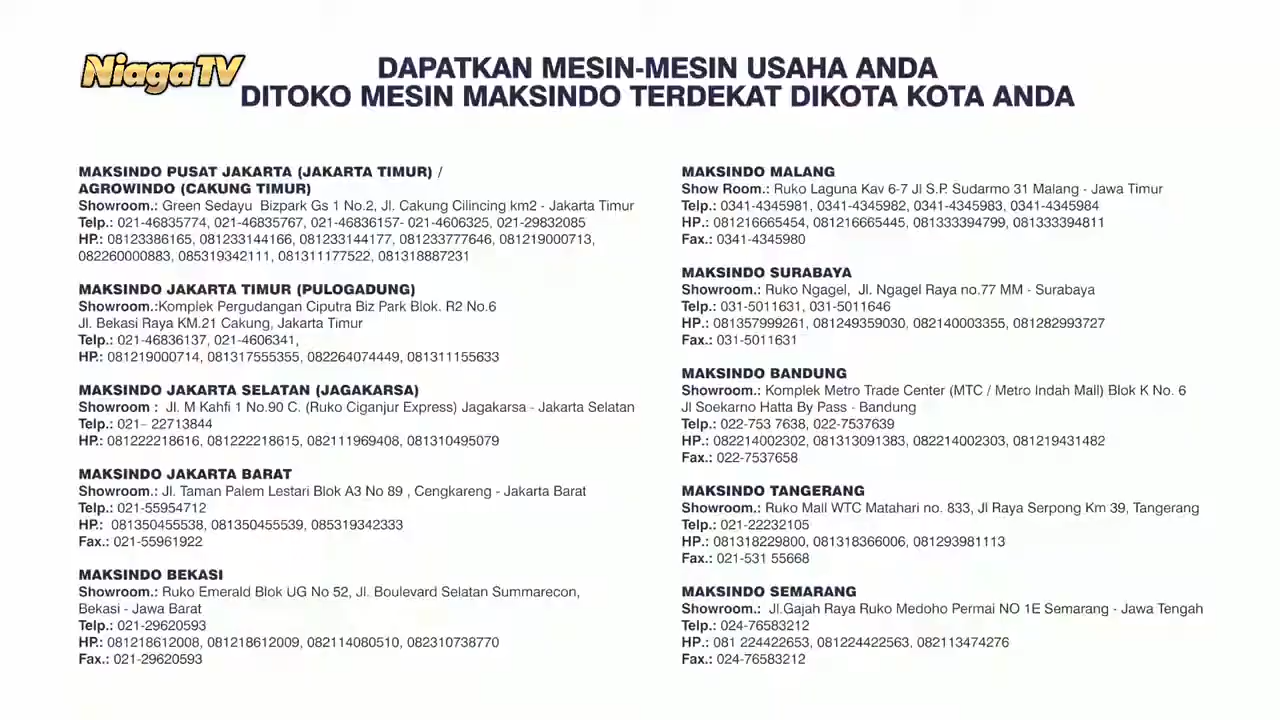 NiagaTV
DAPATKAN MESIN-MESIN USAHA ANDA
DITOKO MESIN MAKSINDO TERDEKAT DIKOTA KOTA ANDA
MAKSINDO PUSAT JAKARTA (JAKARTA TIMUR) /
AGROWINDO (CAKUNG TIMUR)
Showroom.: Green Sedayu Bizpark Gs 1 No.2, Jl. Cakung Cilincing km2 - Jakarta Timur
Telp.: 021-46835774, 021-46835767, 021-46836157- 021-4606325, 021-29832085
HP.: 08123386165, 081233144166, 081233144177, 081233777646, 081219000713,
082260000883, 085319342111, 081311177522, 081318887231
MAKSINDO JAKARTA TIMUR (PULOGADUNG)
Showroom.:Komplek Pergudangan Ciputra Biz Park Blok. R2 No.6
Jl. Bekasi Raya KM.21 Cakung, Jakarta Timur
Telp.: 021-46836137, 021-4606341,
HP.: 081219000714, 081317555355, 082264074449, 081311155633
MAKSINDO JAKARTA SELATAN (JAGAKARSA)
Showroom : Jl. M Kahfi 1 No.90 C. (Ruko Ciganjur Express) Jagakarsa - Jakarta Selatan
Telp.: 021– 22713844
HP.: 081222218616, 081222218615, 082111969408, 081310495079
MAKSINDO JAKARTA BARAT
Showroom.: Jl. Taman Palem Lestari Blok A3 No 89 , Cengkareng - Jakarta Barat
Telp.: 021-55954712
HP.: 081350455538, 081350455539, 085319342333
Fax.: 021-55961922
MAKSINDO BEKASI
Showroom.: Ruko Emerald Blok UG No 52, Jl. Boulevard Selatan Summarecon,
Bekasi - Jawa Barat
Telp.: 021-29620593
HP.: 081218612008, 081218612009, 082114080510, 082310738770
Fax.: 021-29620593
MAKSINDO MALANG
Show Room.: Ruko Laguna Kav 6-7 Jl S.P. Sudarmo 31 Malang - Jawa Timur
Telp.: 0341-4345981, 0341-4345982, 0341-4345983, 0341-4345984
HP.: 081216665454, 081216665445, 081333394799, 081333394811
Fax.: 0341-4345980
MAKSINDO SURABAYA
Showroom.: Ruko Ngagel, Jl. Ngagel Raya no.77 MM - Surabaya
Telp.: 031-5011631, 031-5011646
HP.: 081357999261, 081249359030, 082140003355, 081282993727
Fax.: 031-5011631
MAKSINDO BANDUNG
Showroom.: Komplek Metro Trade Center (MTC / Metro Indah Mall) Blok K No. 6
Jl Soekarno Hatta By Pass - Bandung
Telp.: 022-753 7638, 022-7537639
HP.: 082214002302, 081313091383, 082214002303, 081219431482
Fax.: 022-7537658
MAKSINDO TANGERANG
Showroom.: Ruko Mall WTC Matahari no. 833, Jl Raya Serpong Km 39, Tangerang
Telp.: 021-22232105
HP.: 081318229800, 081318366006, 081293981113
Fax.: 021-531 55668
MAKSINDO SEMARANG
Showroom.: Jl.Gajah Raya Ruko Medoho Permai NO 1E Semarang - Jawa Tengah
Telp.: 024-76583212
HP.: 081 224422653, 081224422563, 082113474276
Fax.: 024-76583212